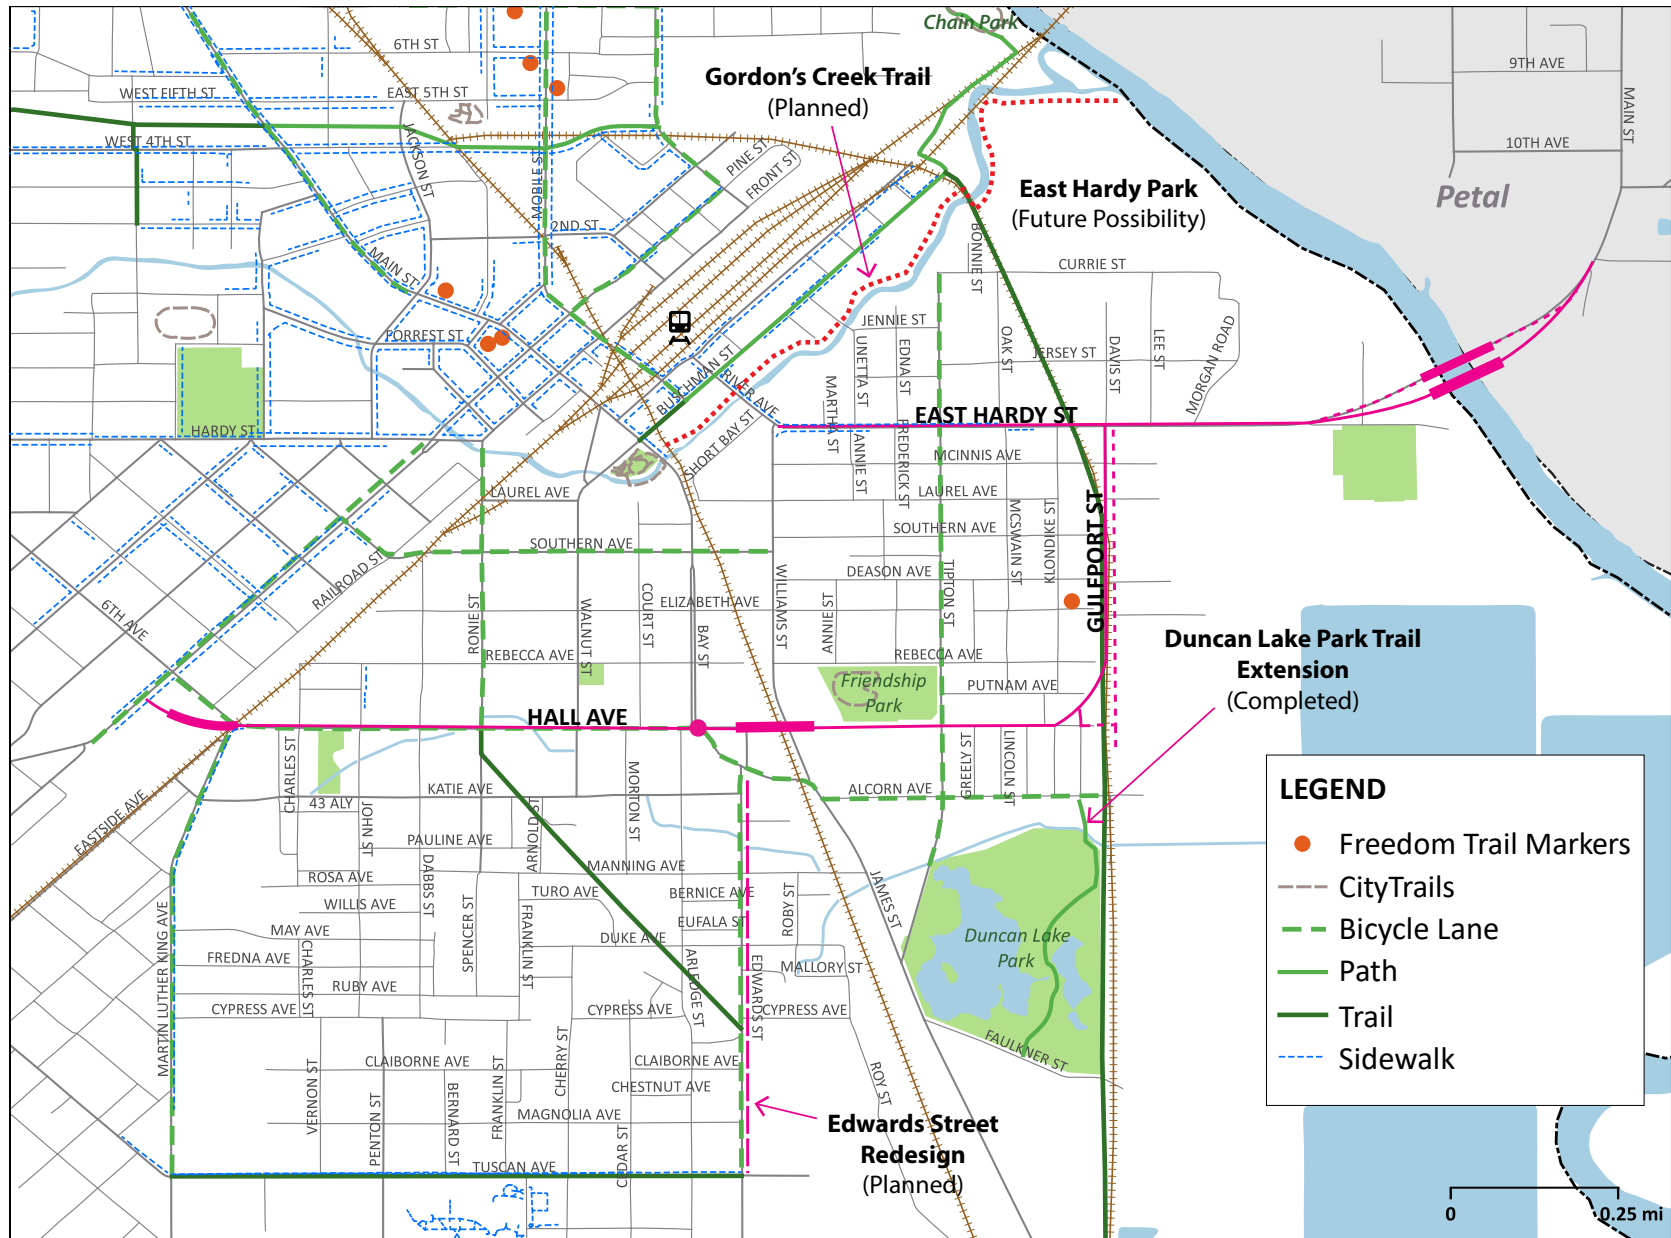 Chain Park
6TH ST
Gordon's Creek Trail
(Planned)
9TH AVE
MAIN ST
WEST FIFTH ST
EAST 5TH ST
WEST 4TH ST
JACKSON ST
MOBILE ST
PINE ST
FRONT ST
10TH AVE
Petal
East Hardy Park
(Future Possibility)
2ND ST
BONNIE ST
MAIN ST
CURRIE ST
FORREST ST
JENNIE ST
LUNETTA ST
EDNA ST
OAK ST
JERSEY ST
DAVIS ST
LEE ST
MORGAN ROAD
BUSCHMAN ST
RIVER AVE
MARTHA ST
EAST HARDY ST
HARDY ST
SHORT BAY ST
ANNIE ST
FREDERICK ST
MCINNIS AVE
LAUREL AVE
LAUREL AVE
MCSWAIN ST
KLONDIKE ST
GULFPORT ST
SOUTHERN AVE
SOUTHERN AVE
RAILROAD ST
DEASON AVE
TIPTON ST
WILLIAMS ST
6TH AVE
RONIE ST
WALNUT ST
COURT ST
ELIZABETH AVE
BAY ST
ANNIE ST
REBECCA AVE
REBECCA AVE
Duncan Lake Park Trail
Extension
(Completed)
Friendship
Park
PUTNAM AVE
HALL AVE
CHARLES ST
GREELEY ST
LINCOLN ST
KATIE AVE
MORTON ST
ALCORN AVE
43 ALY
JOHN ST
ARNOLD ST
EASTSIDE AVE
PAULINE AVE
MANNING AVE
ROSA AVE
DABBS ST
TURO AVE
BERNICE AVE
ROBY ST
JAMES ST
WILLIS AVE
SPENCER ST
FRANKLIN ST
EUFALA ST
MAY AVE
DUKE AVE
MARTIN LUTHER KING AVE
FREDNA AVE
CHARLES ST
ARLEDGE ST
EDWARDS ST
MALLORY ST
Duncan Lake
Park
RUBY AVE
CYPRESS AVE
CYPRESS AVE
CYPRESS AVE
FAULKNER ST
VERNON ST
CLAIBORNE AVE
FRANKLIN ST
CHERRY ST
CLAIBORNE AVE
ROY ST
PENTON ST
BERNARD ST
CHESTNUT AVE
MAGNOLIA AVE
CEDAR ST
TUSCAN AVE
Edwards Street
Redesign
(Planned)
LEGEND
Freedom Trail Markers
CityTrails
Bicycle Lane
Path
Trail
Sidewalk
0
0.25 mi